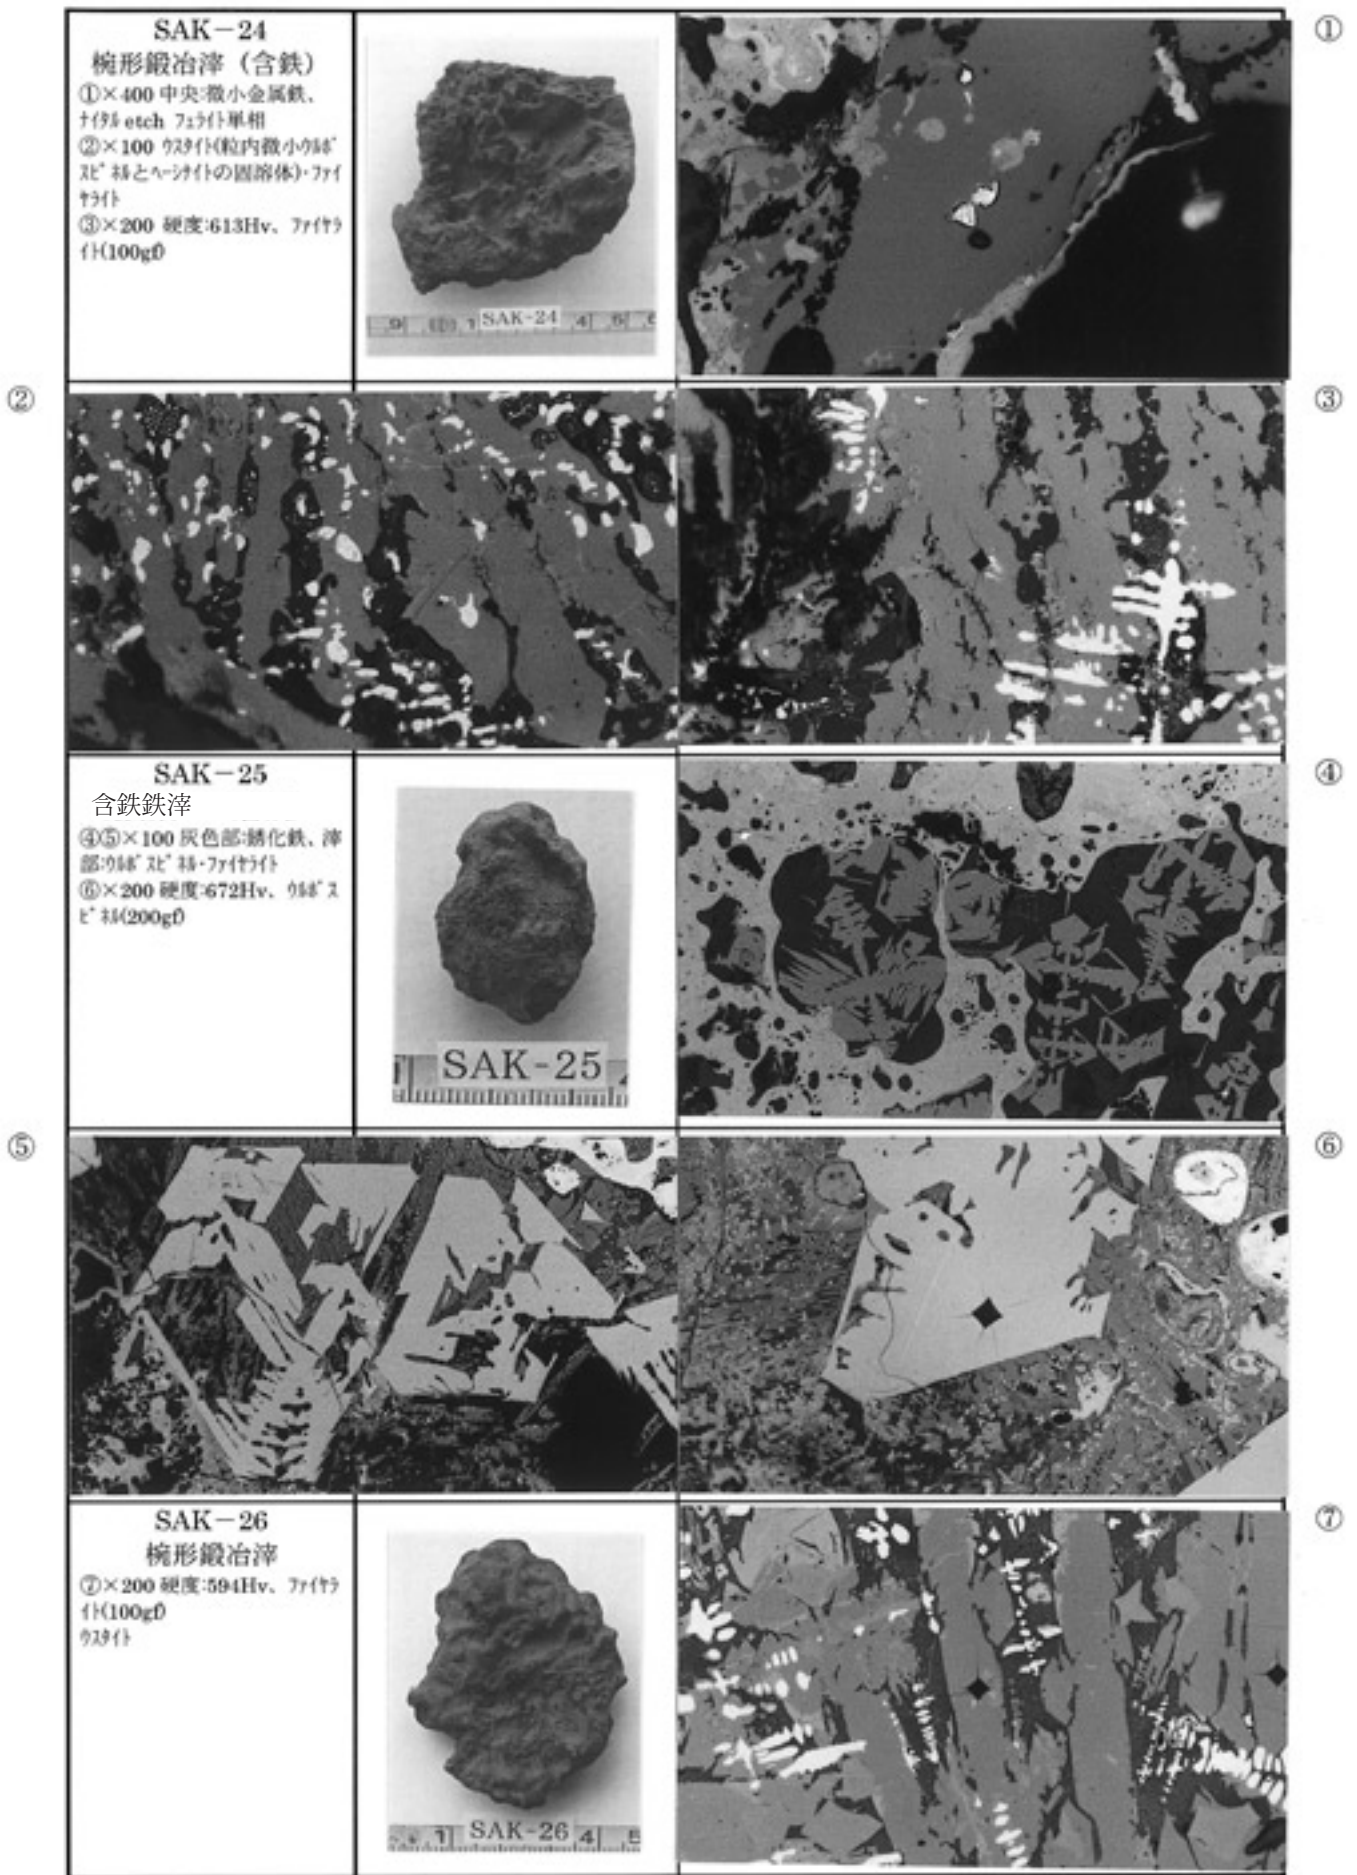 SAK-24
椀形鍛冶滓（含鉄）
①×400 中央:微小金属鉄、
ﾅｲﾀﾙ etch ﾌｪﾗｲﾄ単相
②×100 ｳｽﾀｲﾄ(粒内微小ｳﾙﾎﾞ
ｽﾋﾟﾈﾙとﾍｰｼﾅｲﾄの固溶体)・ﾌｧｲ
ﾔﾗｲﾄ
③×200 硬度:613Hv、ﾌｧｲﾔﾗ
ｲﾄ(100gf)
SAK-24
①
②
③
SAK-25
含鉄鉄滓
④⑤×100 灰色部:錆化鉄、滓
部:ｳﾙﾎﾞｽﾋﾟﾈﾙ・ﾌｧｲﾔﾗｲﾄ
⑥×200 硬度:672Hv、ｳﾙﾎﾞｽ
ﾋﾟﾈﾙ(200gf)
SAK-25
④
⑤
⑥
SAK-26
椀形鍛冶滓
⑦×200 硬度:594Hv、ﾌｧｲﾔﾗ
ｲﾄ(100gf)
ｳｽﾀｲﾄ
1 SAK-26 4 5
⑦